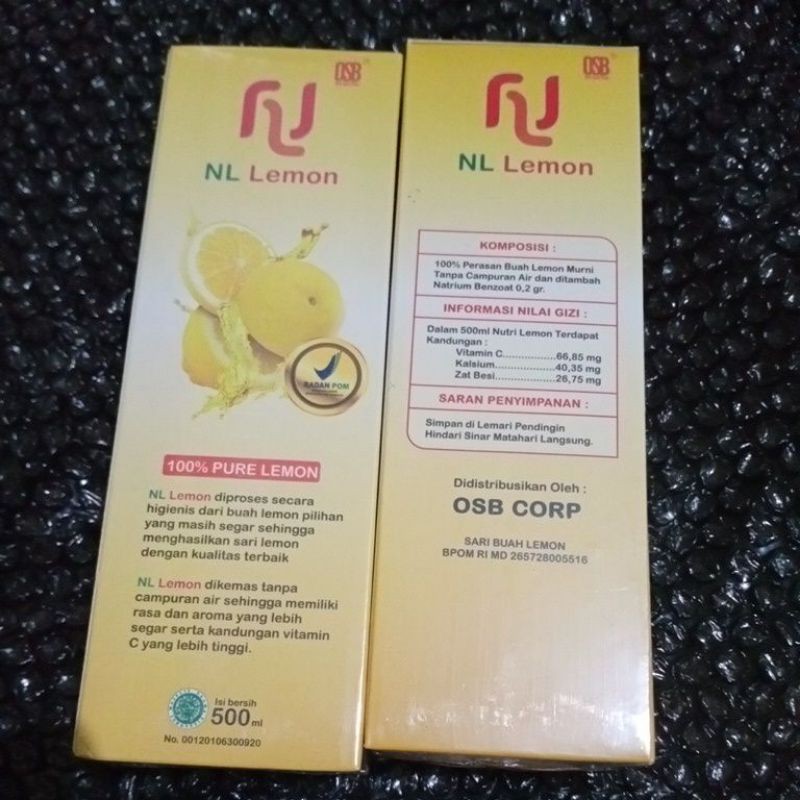 OSB
NL Lemon
BADAN POM
100% PURE LEMON
NL Lemon diproses secara
higienis dari buah lemon pilihan
yang masih segar sehingga
menghasilkan sari lemon
dengan kualitas terbaik
NL Lemon dikemas tanpa
campuran air sehingga memiliki
rasa dan aroma yang lebih
segar serta kandungan vitamin
C yang lebih tinggi.
Isi bersih
500 ml
No. 00120106300920
OSB
NL Lemon
KOMPOSISI :
100% Perasan Buah Lemon Murni
Tanpa Campuran Air dan ditambah
Natrium Benzoat 0,2 gr.
INFORMASI NILAI GIZI :
Dalam 500ml Nutri Lemon Terdapat
Kandungan :
Vitamin C................66,85 mg
Kalsium..................40,35 mg
Zat Besi..................26,75 mg
SARAN PENYIMPANAN :
Simpan di Lemari Pendingin
Hindari Sinar Matahari Langsung.
Didistribusikan Oleh :
OSB CORP
SARI BUAH LEMON
BPOM RI MD 265728005516